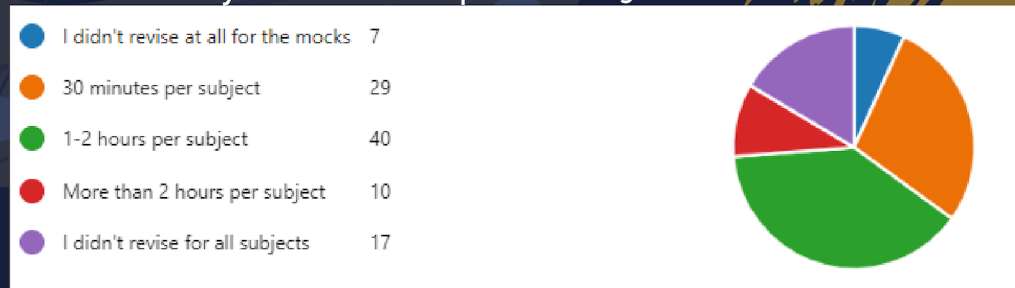 I didn't revise at all for the mocks 7
30 minutes per subject 29
1-2 hours per subject 40
More than 2 hours per subject 10
I didn't revise for all subjects 17